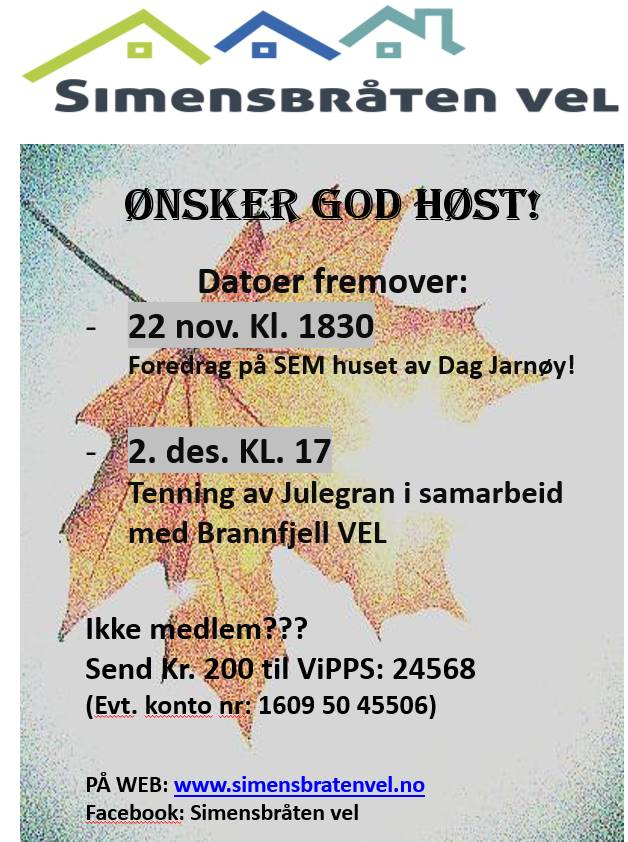 SIMENSBRÅTEN VEL
ØNSKER GOD HØST!
Datoer fremover:
- 22 nov. Kl. 1830
Foredrag på SEM huset av Dag Jarnøy!
- 2. des. KL. 17
Tenning av Julegran i samarbeid
med Brannfjell VEL
Ikke medlem???
Send Kr. 200 til ViPPS: 24568
(Evt. konto nr: 1609 50 45506)
PÅ WEB: www.simensbratenvel.no
Facebook: Simensbråten vel